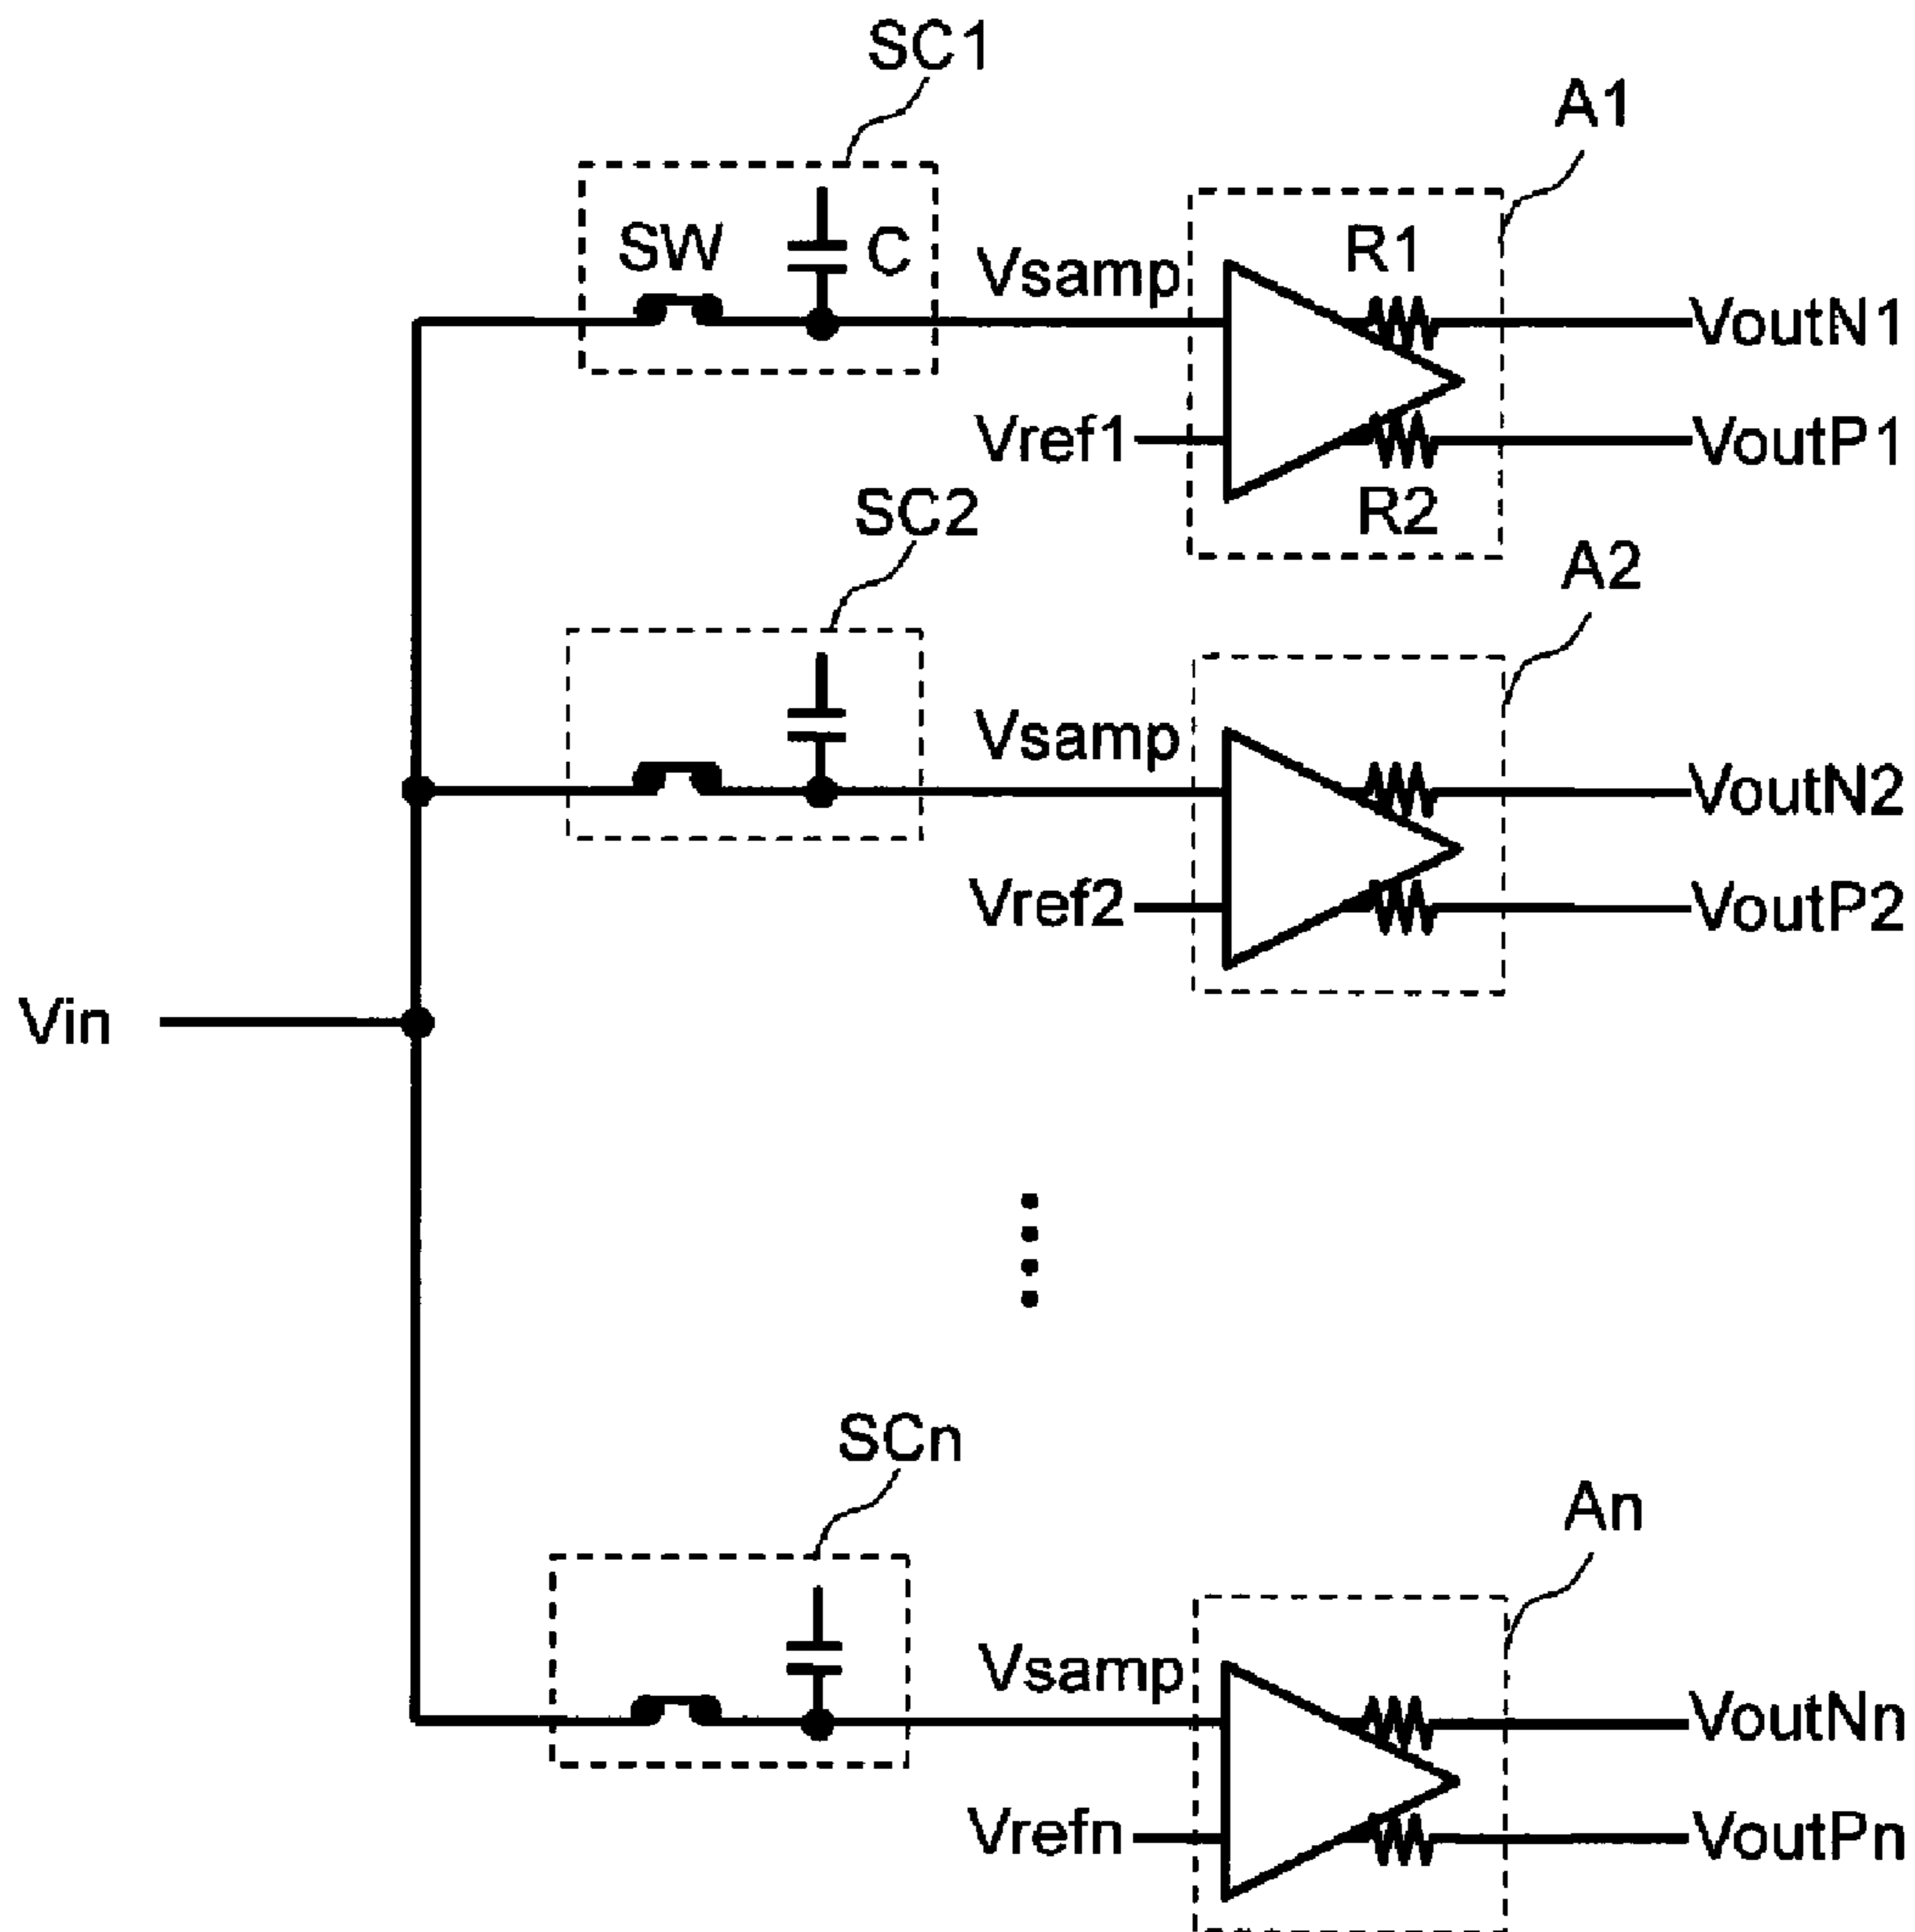 SC1
A1
SW
C
Vsamp
R1
VoutN1
Vref1
VoutP1
R2
SC2
A2
Vsamp
VoutN2
Vref2
VoutP2
Vin
SCn
An
Vsamp
VoutNn
Vrefn
VoutPn